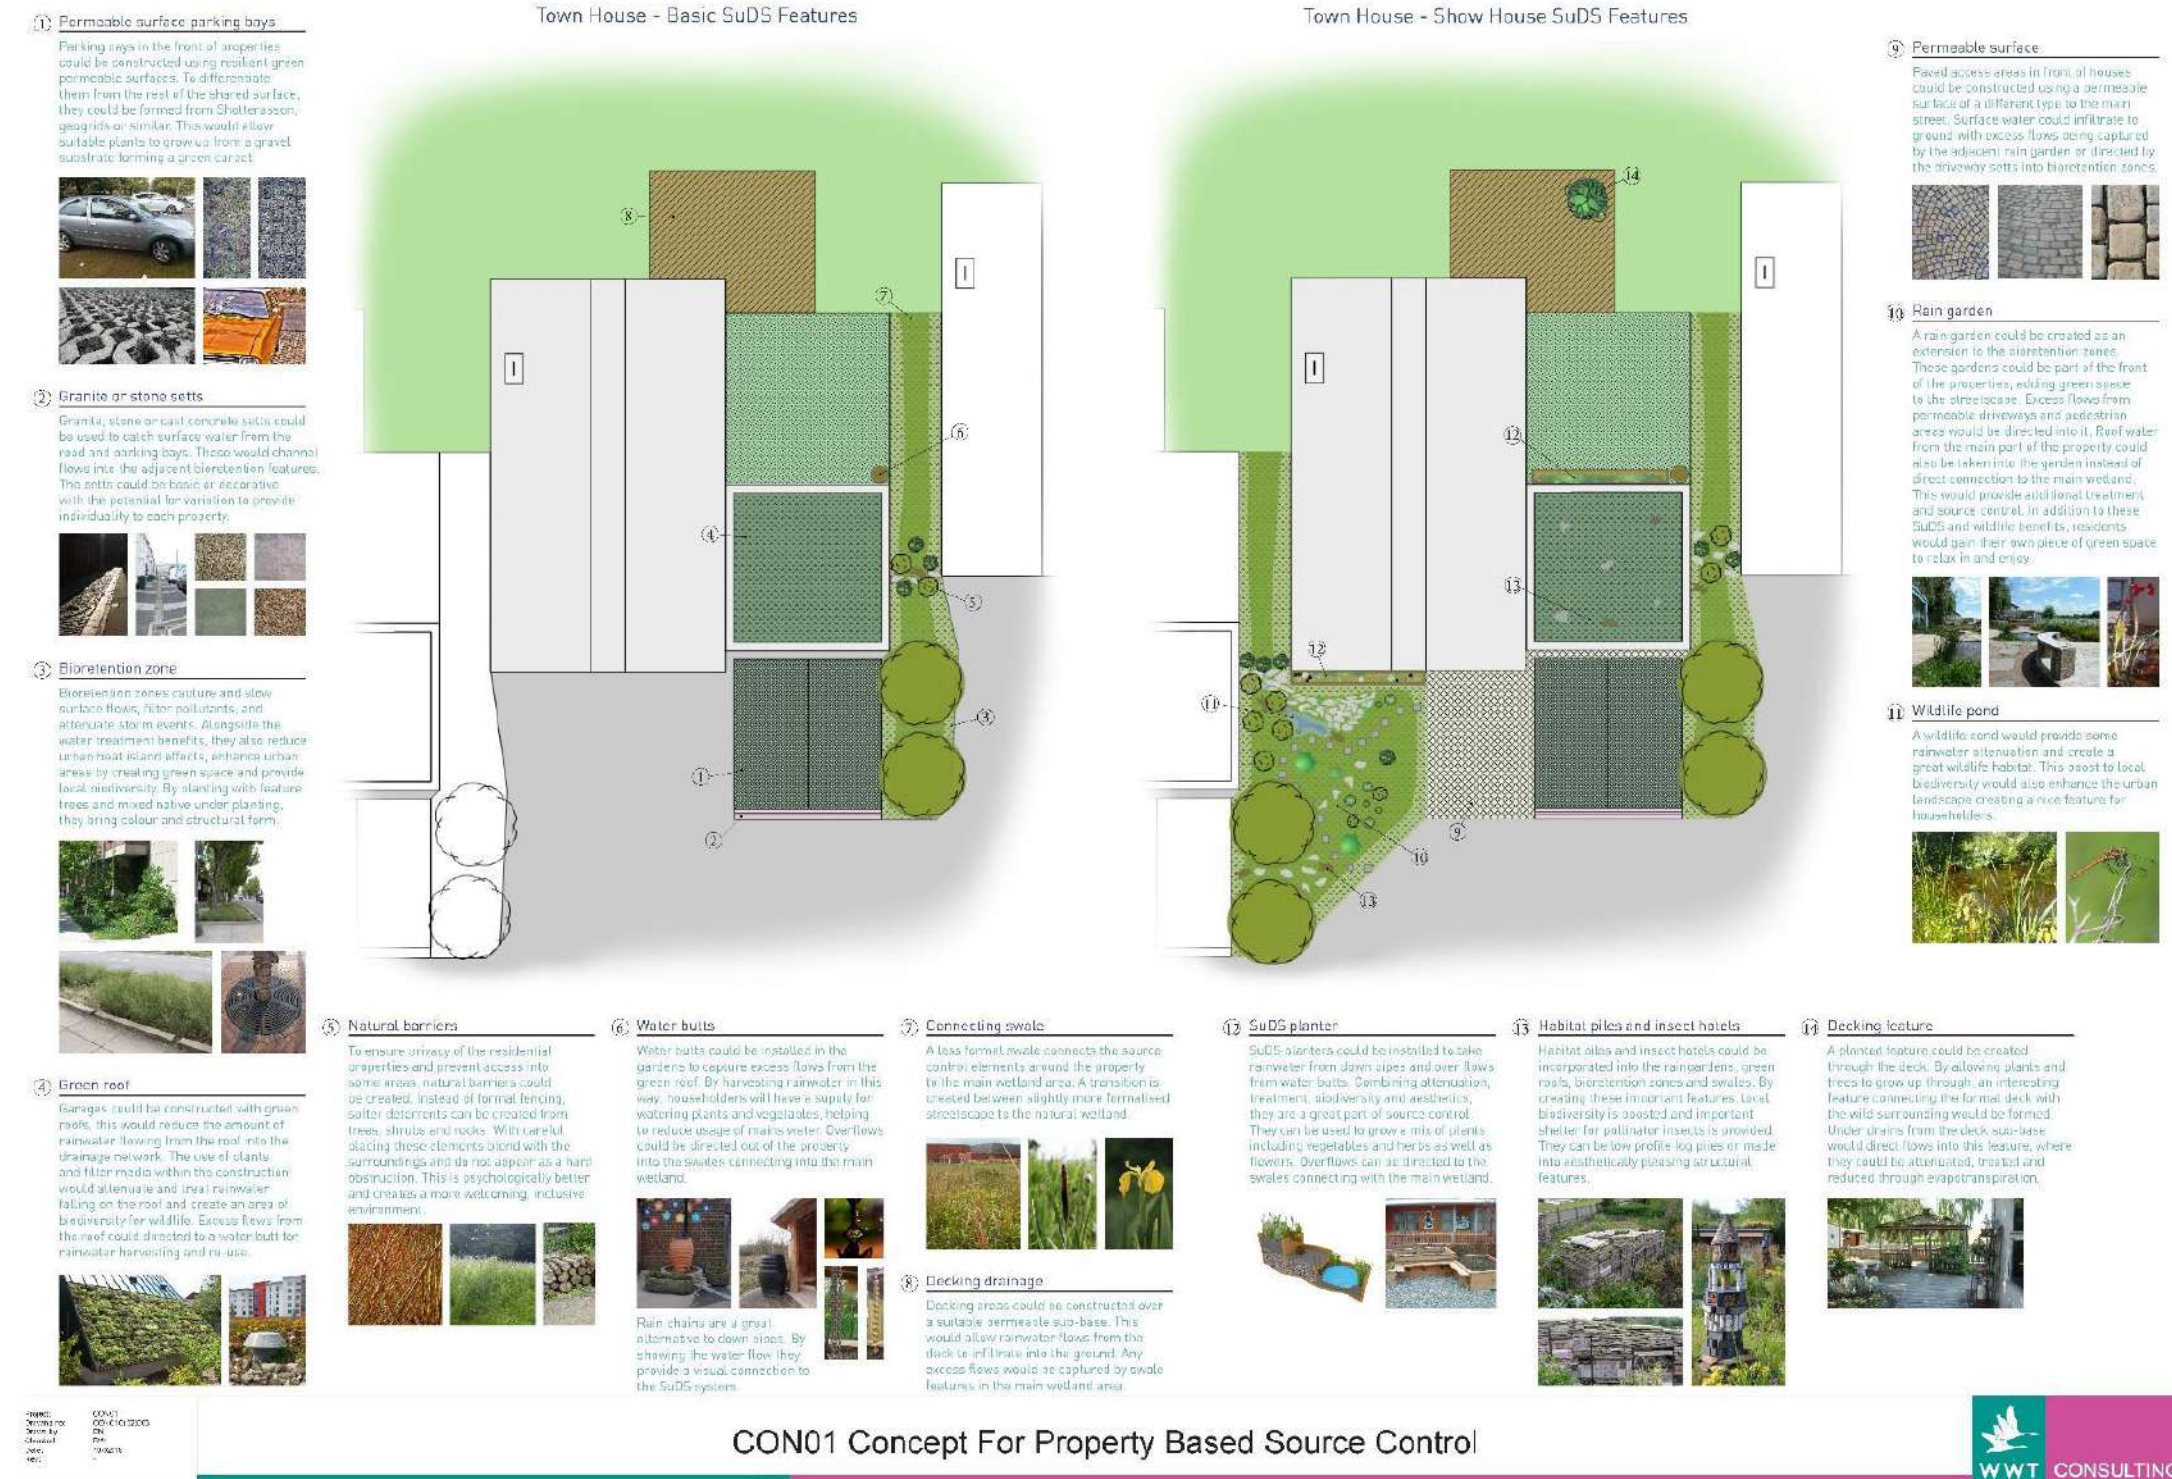 Town House - Basic SuDS Features
Town House - Show House SuDS Features
1 Permeable surface parking bays
Parking bays in the front of properties
could be constructed using resilient green
permeable surfaces. To differentiate
them from the rest of the shared surface,
they could be formed from
geogrids or similar. This would allow
suitable plants to grow up from a gravel
substrate forming a green carpet
2 Granite or stone setts
Granite, stone or cast concrete setts could
be used to catch surface water from the
road and parking bays. These would channel
flows into the adjacent bioretention features.
The setts could be basic or decorative
with the potential for variation to provide
individuality to each property.
3 Bioretention zone
Bioretention zones capture and slow
surface flows, filter pollutants, and
attenuate storm events. Alongside the
water treatment benefits, they also reduce
urban heat island effects, enhance urban
areas by creating green space and provide
local biodiversity. By planting with feature
trees and mixed native under planting,
they bring colour and structural form.
4 Green roof
Garages could be constructed with green
roofs, this would reduce the amount of
rainwater flowing from the roof into the
drainage network. The use of plants
and filter media within the construction
would attenuate and treat rainwater
falling on the roof and create an area of
biodiversity for wildlife. Excess flows from
the roof could directed to a water butt for
rainwater harvesting and re-use.
5 Natural barriers
To ensure privacy of the residential
properties and prevent access into
some areas, natural barriers could
be created. Instead of formal fencing,
softer deterrents can be created from
trees, shrubs and rocks. With careful
placing these elements blend with the
surroundings and do not appear as a hard
obstruction. This is psychologically better
and creates a more welcoming, inclusive
environment.
6 Water butts
Water butts could be installed in the
gardens to capture excess flows from the
green roof. By harvesting rainwater in this
way, householders will have a supply for
watering plants and vegetables, helping
to reduce usage of mains water. Overflows
could be directed out of the property
into the swales connecting into the main
wetland.
Rain chains are a great
alternative to down pipes. By
showing the water flow they
provide a visual connection to
the SuDS system.
7 Connecting swale
A less formal swale connects the source
control elements around the property
to the main wetland area. A transition is
created between slightly more formalised
streetscape to the natural wetland.
8 Decking drainage
Decking areas could be constructed over
a suitable permeable sub-base. This
would allow rainwater flows from the
deck to infiltrate into the ground. Any
excess flows would be captured by swale
features in the main wetland area.
9 Permeable surface
Paved access areas in front of houses
could be constructed using a permeable
surface of a different type to the main
street. Surface water could infiltrate to
ground with excess flows being captured
by the adjacent rain garden or directed by
the driveway setts into bioretention zones.
10 Rain garden
A rain garden could be created as an
extension to the bioretention zones.
These gardens could be part of the front
of the properties, adding green space
to the streetscape. Excess flows from
permeable driveways and pedestrian
areas would be directed into it. Roof water
from the main part of the property could
also be taken into the garden instead of
direct connection to the main wetland.
This would provide additional treatment
and source control. In addition to these
SuDS and wildlife benefits, residents
would gain their own piece of green space
to relax in and enjoy.
11 Wildlife pond
A wildlife pond would provide some
rainwater attenuation and create a
great wildlife habitat. This boost to local
biodiversity would also enhance the urban
landscape creating a nice feature for
householders.
12 SuDS planter
SuDS planters could be installed to take
rainwater from down pipes and over flows
from water butts. Combining attenuation,
treatment, biodiversity and aesthetics,
they are a great part of source control.
They can be used to grow a mix of plants
including vegetables and herbs as well as
flowers. Overflows can be directed to the
swales connecting with the main wetland.
13 Habitat piles and insect hotels
Habitat piles and insect hotels could be
incorporated into the raingardens, green
roofs, bioretention zones and swales. By
creating these important features, local
biodiversity is boosted and important
shelter for pollinator insects is provided.
They can be low profile log piles or made
into aesthetically pleasing structural
features.
14 Decking feature
A planted feature could be created
through the deck. By allowing plants and
trees to grow up through, an interesting
feature connecting the formal deck with
the wild surrounding would be formed.
Under drains from the deck sub-base
would direct flows into this feature, where
they could be attenuated, treated and
reduced through evapotranspiration.
8
7
6
4
5
3
1
2
14
12
13
12
11
9
10
13
Project: CON01
Drawing no:
Drawn by:
Checked
Date:
Rev:
CON01 Concept For Property Based Source Control
WWT CONSULTING